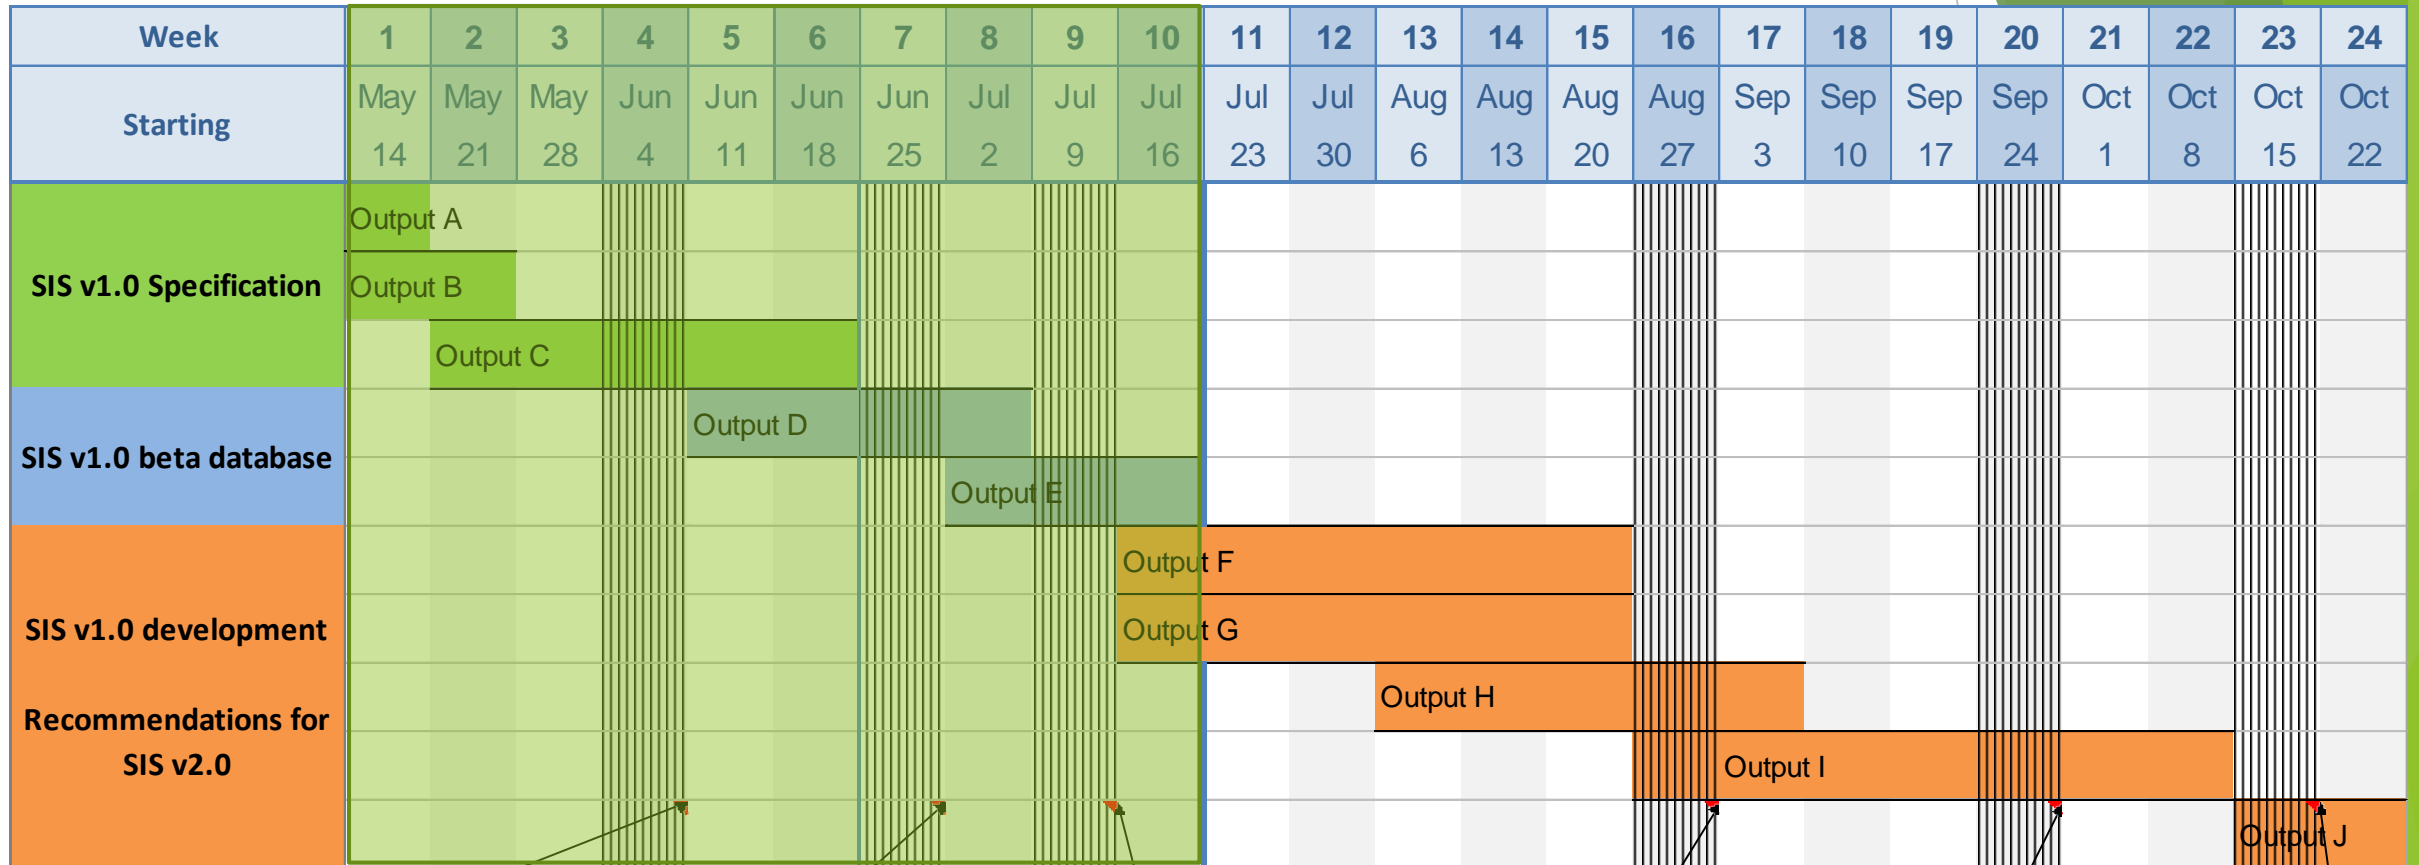 Week 1 2 3 4 5 6 7 8 9 10 11 12 13 14 15 16 17 18 19 20 21 22 23 24
Starting
May May May Jun Jun Jun Jun Jul Jul Jul Jul Jul Aug Aug Aug Aug Sep Sep Sep Sep Oct Oct Oct Oct
14 21 28 4 11 18 25 2 9 16 23 30 6 13 20 27 3 10 17 24 1 8 15 22
SIS v1.0 Specification
Output A
Output B
Output C
SIS v1.0 beta database
Output D
Output E
SIS v1.0 development
Recommendations for
SIS v2.0
Output F
Output G
Output H
Output I
Output J